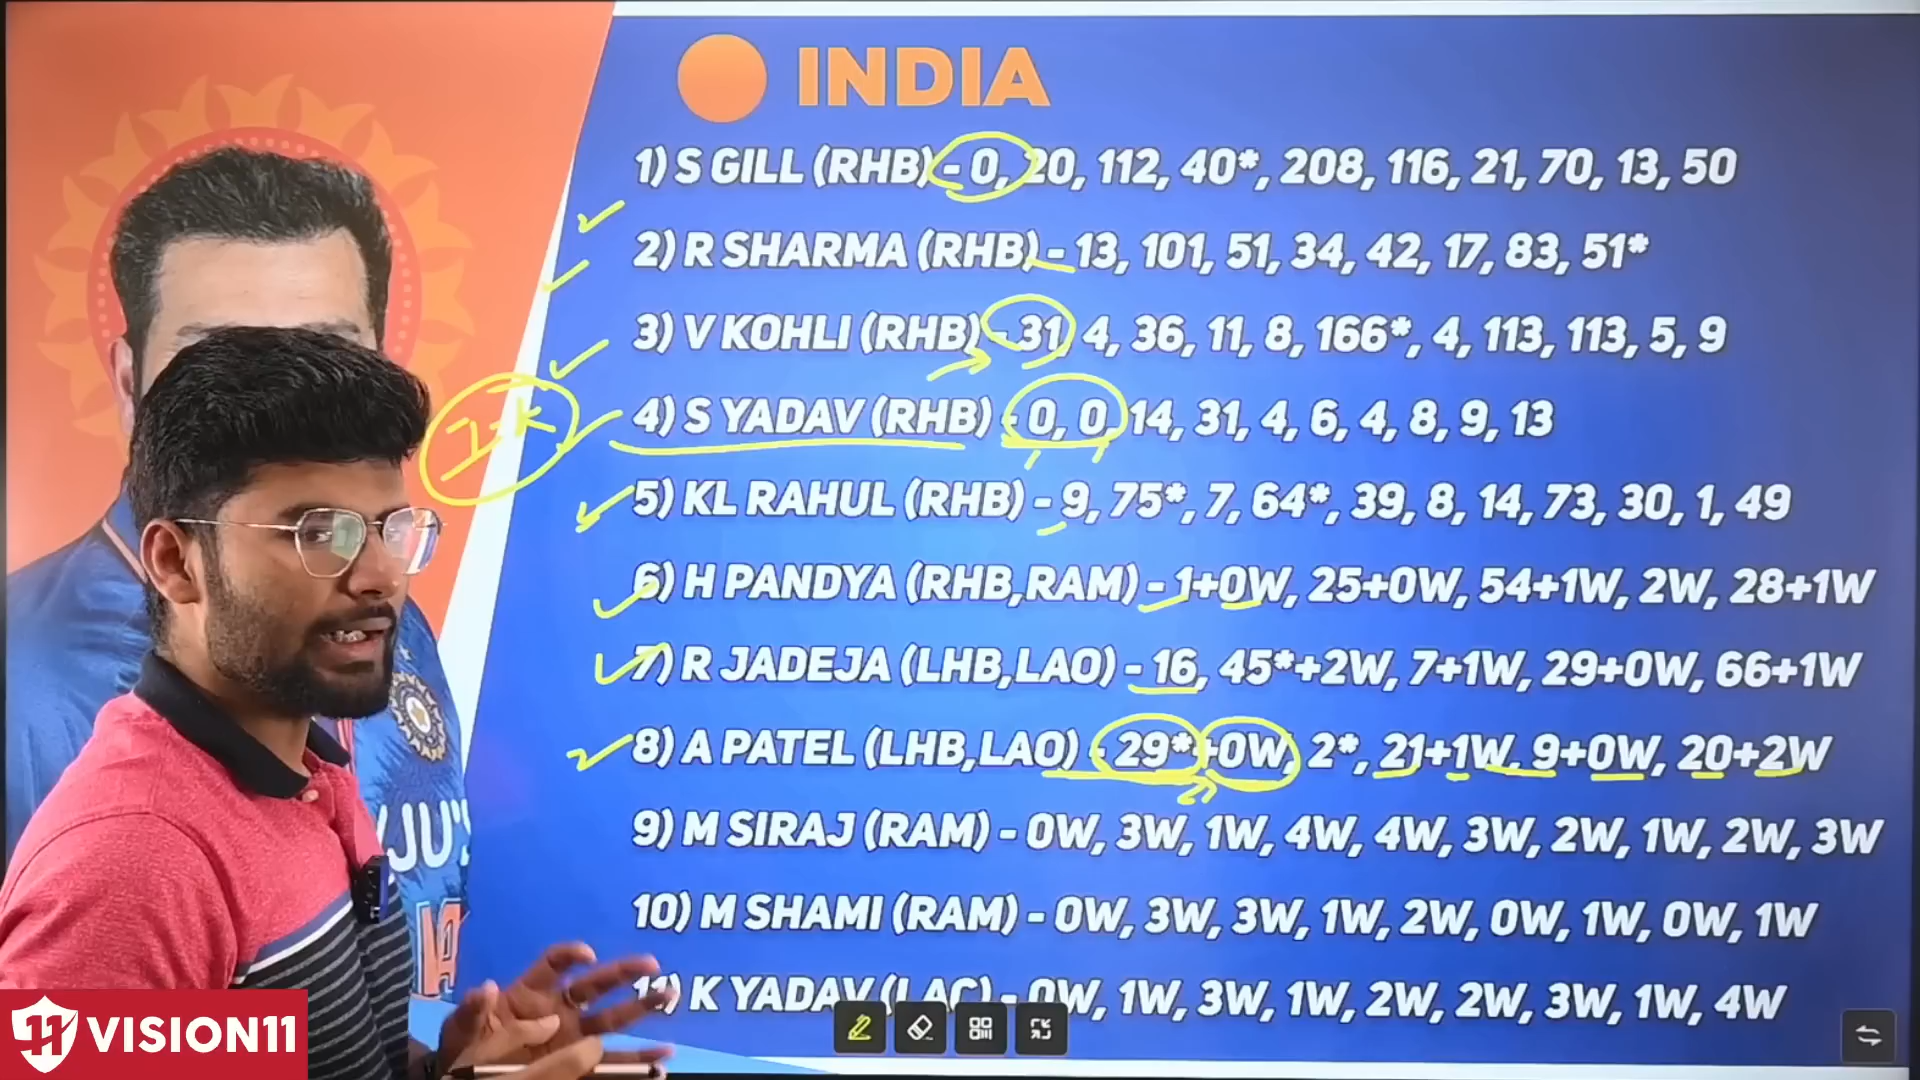 INDIA
1) S GILL (RHB) - 0, 20, 112, 40*, 208, 116, 21, 70, 13, 50
2) R SHARMA (RHB) - 13, 101, 51, 34, 42, 17, 83, 51*
3) V KOHLI (RHB) - 31, 4, 36, 11, 8, 166*, 4, 113, 113, 5, 9
4) S YADAV (RHB) - 0, 0, 14, 31, 4, 6, 4, 8, 9, 13
5) KL RAHUL (RHB) - 9, 75*, 7, 64*, 39, 8, 14, 73, 30, 1, 49
6) H PANDYA (RHB,RAM) - 1+0W, 25+0W, 54+1W, 2W, 28+1W
7) R JADEJA (LHB,LAO) - 16, 45*+2W, 7+1W, 29+0W, 66+1W
8) A PATEL (LHB,LAO) - 29*+0W, 2*, 21+1W, 9+0W, 20+2W
9) M SIRAJ (RAM) - 0W, 3W, 1W, 4W, 4W, 3W, 2W, 1W, 2W, 3W
10) M SHAMI (RAM) - 0W, 3W, 3W, 1W, 2W, 0W, 1W, 0W, 1W
11) K YADAV (LAC) - 0W, 1W, 3W, 1W, 2W, 2W, 3W, 1W, 4W
11 VISION11